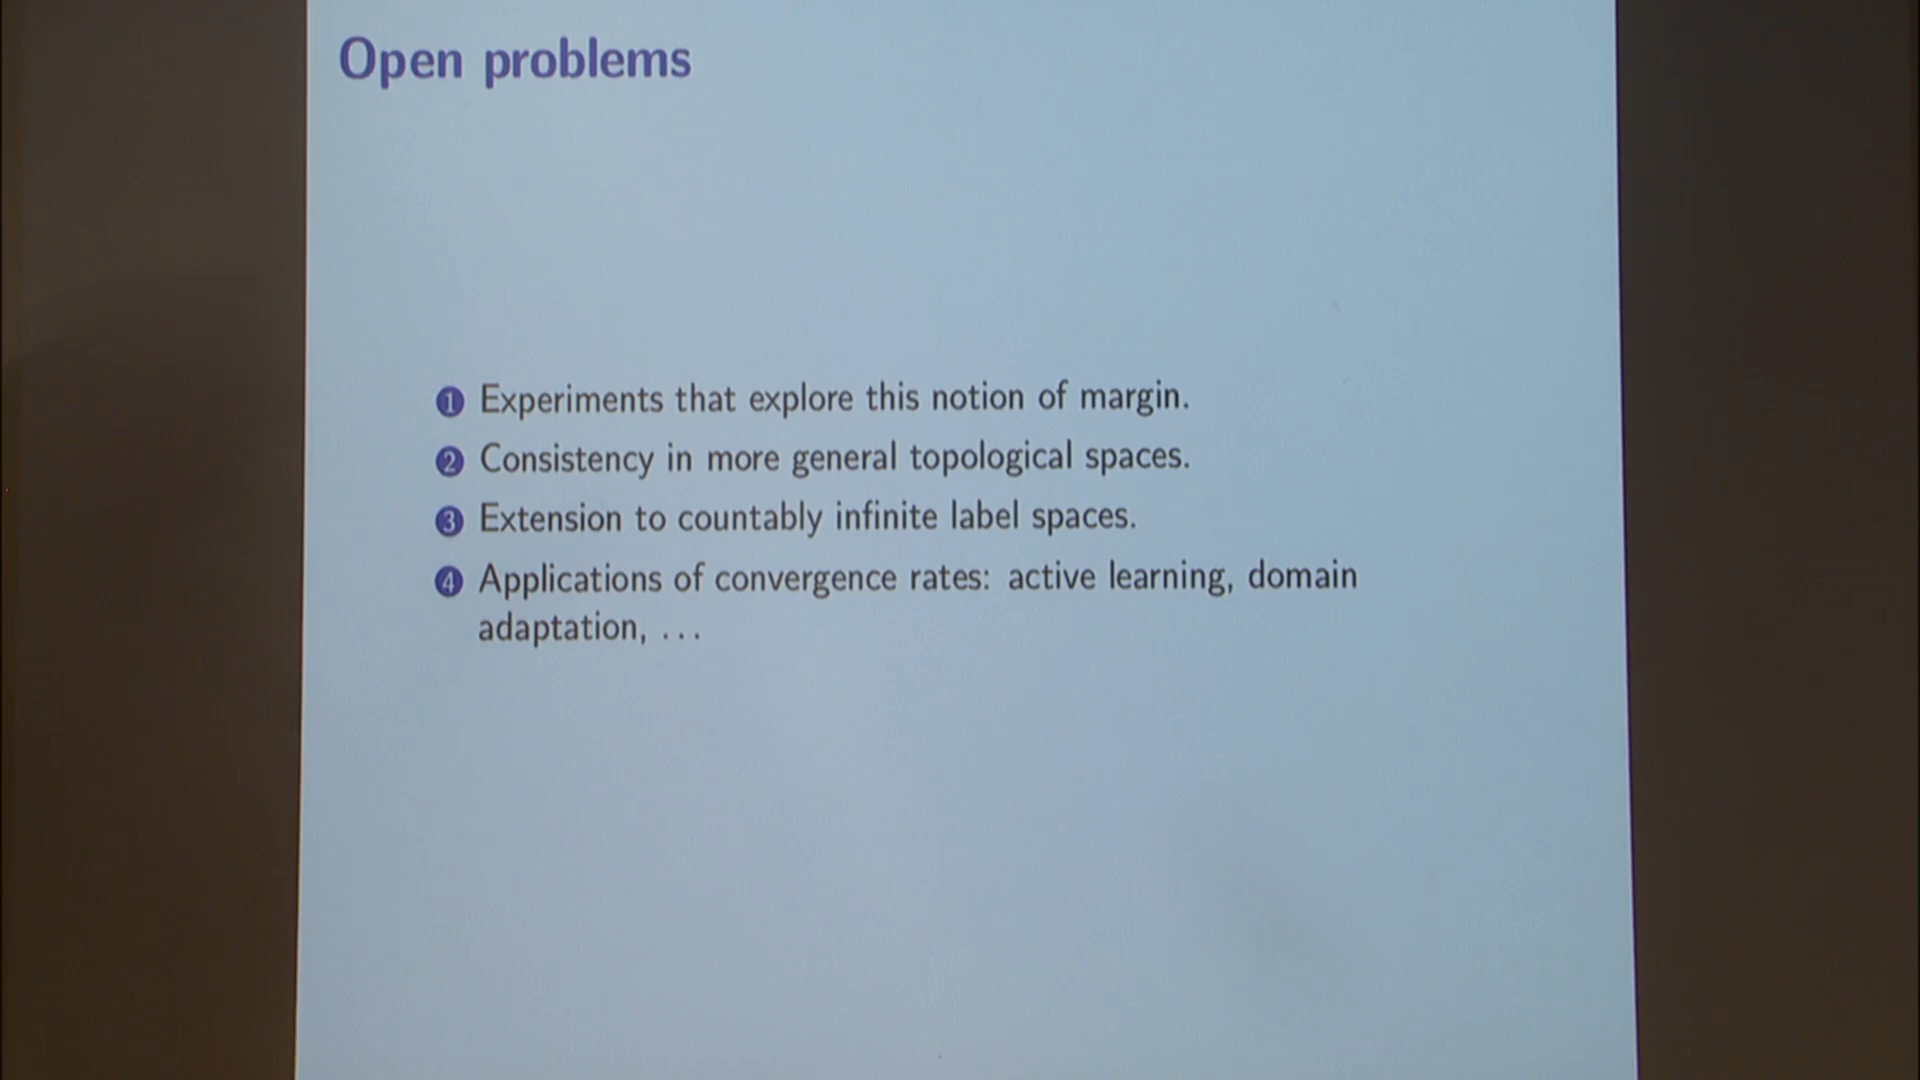 Open problems
1 Experiments that explore this notion of margin.
2 Consistency in more general topological spaces.
3 Extension to countably infinite label spaces.
4 Applications of convergence rates: active learning, domain
adaptation, ...